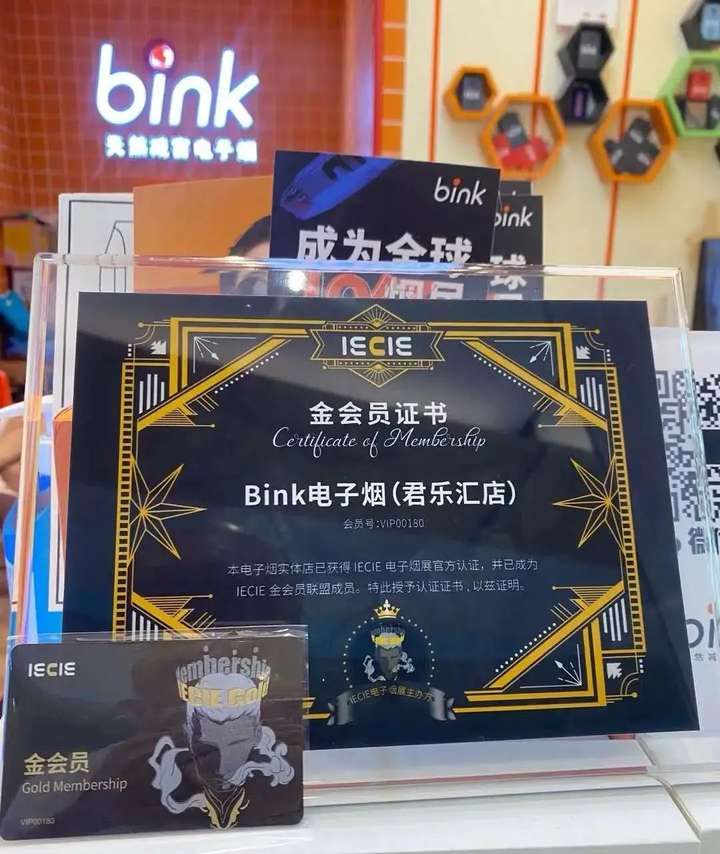 bink
天然减害电子烟
bink
成为全球
bink
球
IECIE
金会员证书
Certificate of Membership
Bink电子烟(君乐汇店)
会员号:VIP00180
本电子烟实体店已获得 IECIE 电子烟展官方认证，并已成为
IECIE 金会员联盟成员。特此授予认证证书，以兹证明。
IECIE电子烟展主办方
IECIE
Membership
IECIE Gold
金会员
Gold Membership
VIP00180